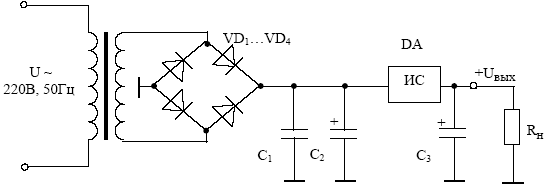 VD₁...VD₄
DA
U ~
220В, 50Гц
ИС
+Uвых
+
+
C₁
C₂
C₃
Rн